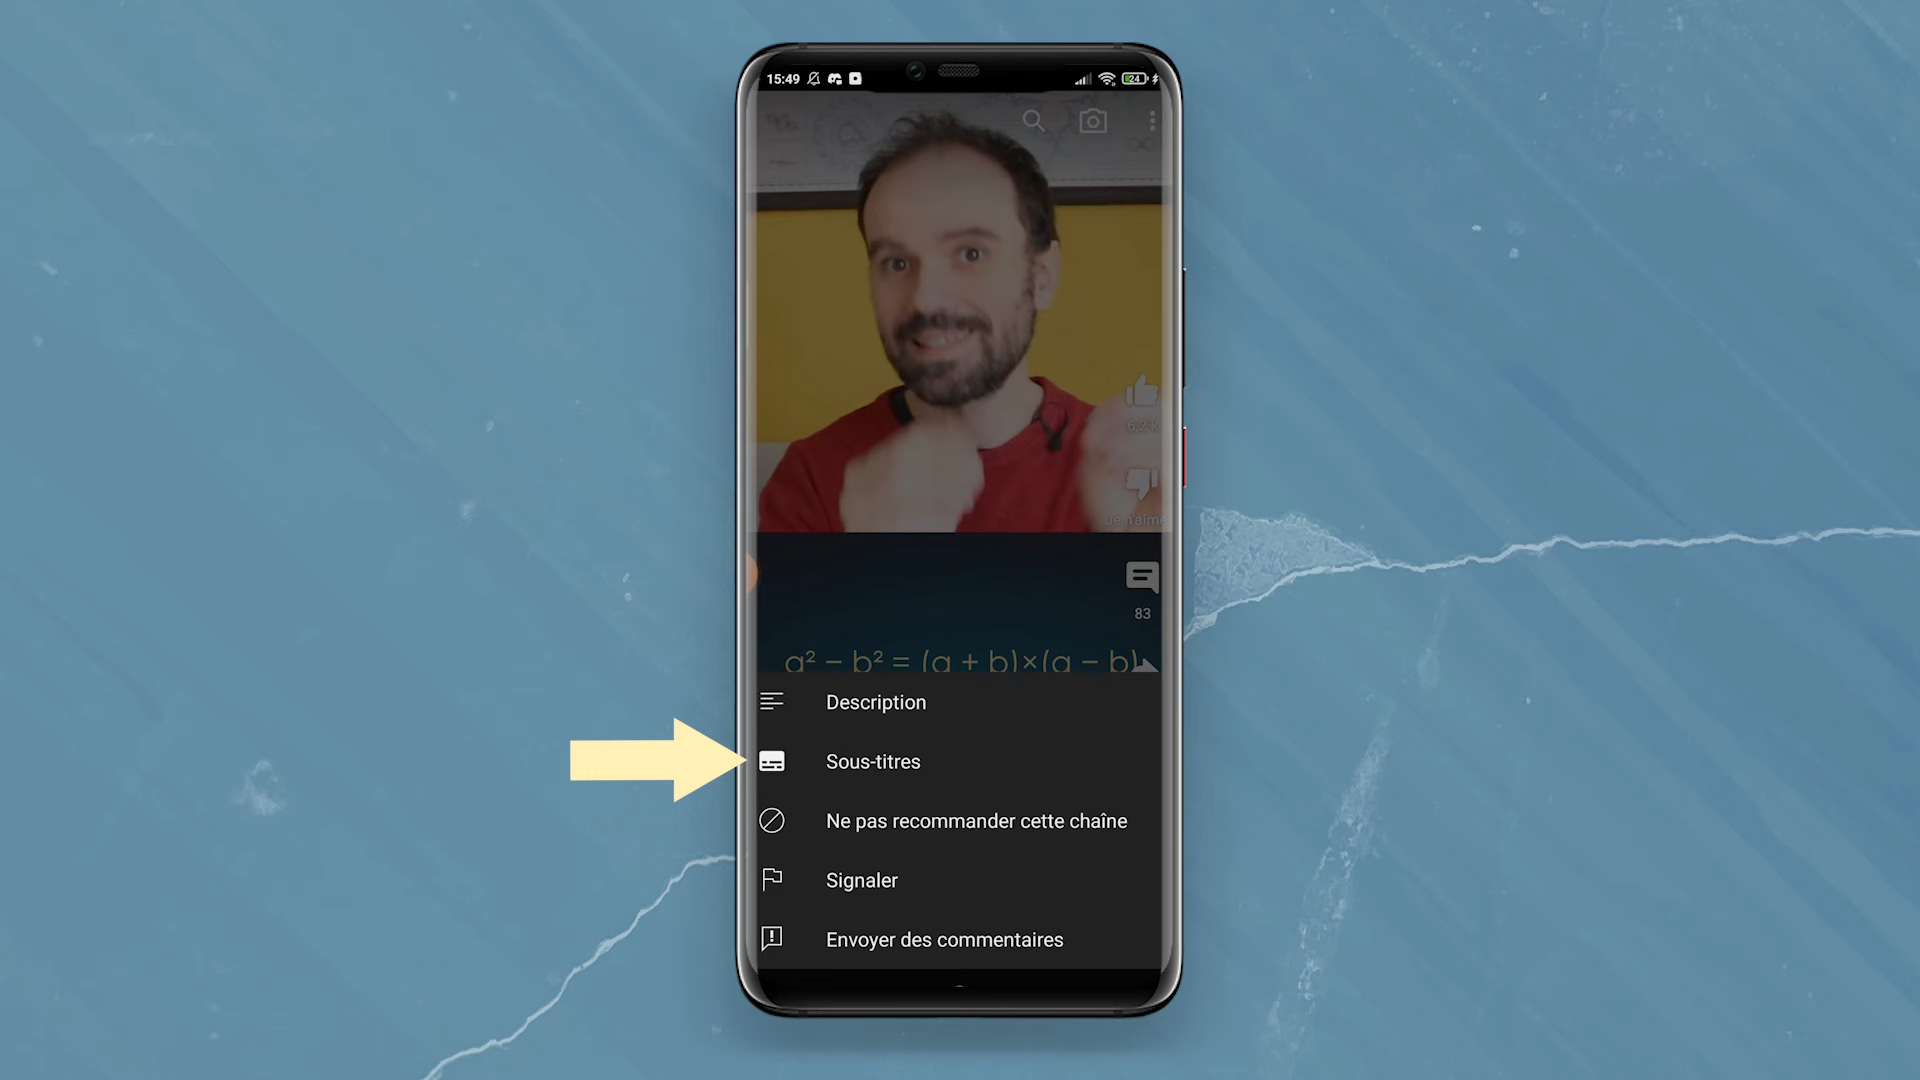 15:49
24
6.2 k
Je n'aime
83
a² – b² = (a + b)×(a – b)
Description
Sous-titres
Ne pas recommander cette chaîne
Signaler
Envoyer des commentaires